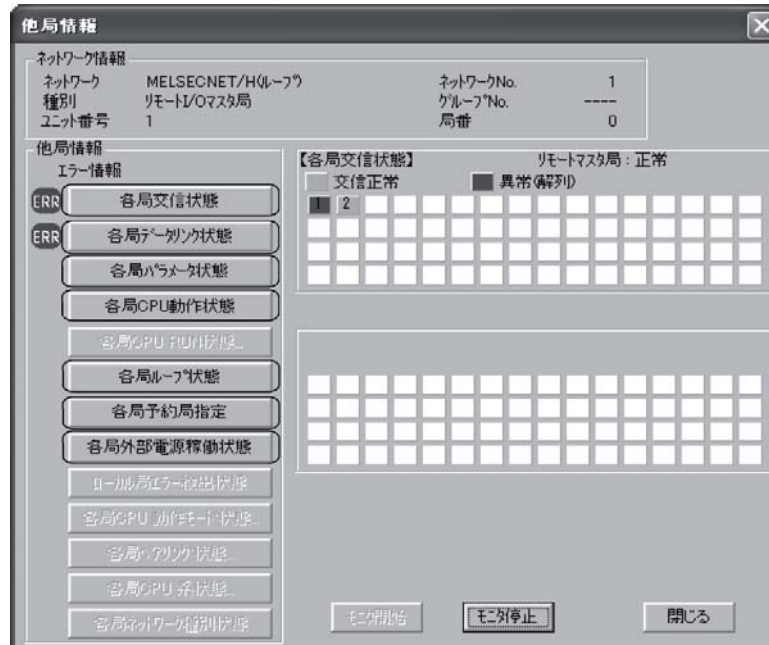 他局情報
ネットワーク情報
ネットワーク MELSECNET/H(ループ) ネットワークNo. 1
種別 リモートI/Oマスタ局 グループNo. ----
ユニット番号 1 局番 0
他局情報
エラー情報
ERR 各局交信状態
ERR 各局データリンク状態
各局パラメータ状態
各局CPU動作状態
各局CPU RUN状態...
各局ループ状態
各局予約局指定
各局外部電源稼働状態
ローカル局エラー検出状態
各局CPU 動作モード状態...
各局ペアリング状態...
各局CPU 系状態...
各局ネットワーク種別状態
【各局交信状態】 リモートマスタ局:正常
交信正常 異常(解列)
1 2
モニタ開始 モニタ停止 閉じる